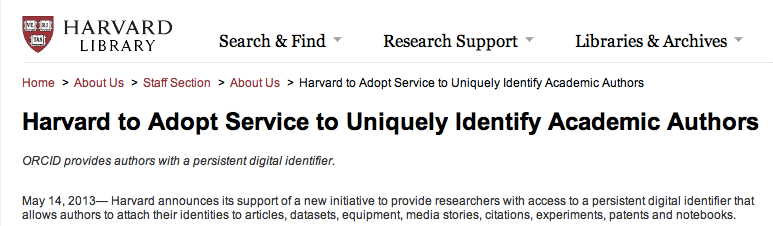 VE RI TAS
HARVARD
LIBRARY
Search & Find
Research Support
Libraries & Archives
Home > About Us > Staff Section > About Us > Harvard to Adopt Service to Uniquely Identify Academic Authors
Harvard to Adopt Service to Uniquely Identify Academic Authors
ORCID provides authors with a persistent digital identifier.
May 14, 2013— Harvard announces its support of a new initiative to provide researchers with access to a persistent digital identifier that
allows authors to attach their identities to articles, datasets, equipment, media stories, citations, experiments, patents and notebooks.